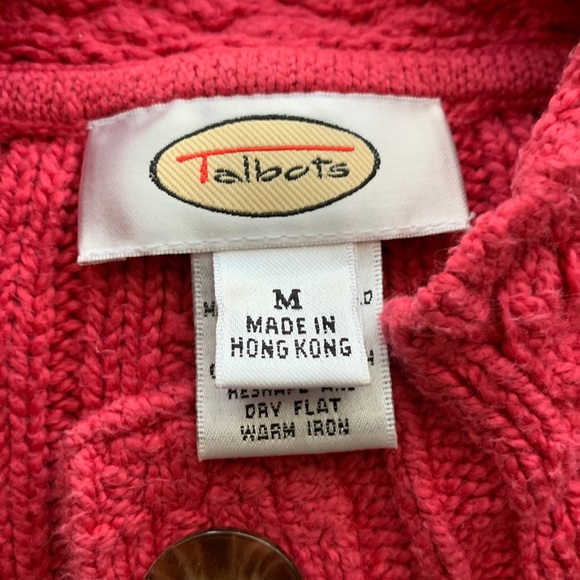 Talbots
M
MADE IN
HONG KONG
RESHAPE AND
DRY FLAT
WARM IRON